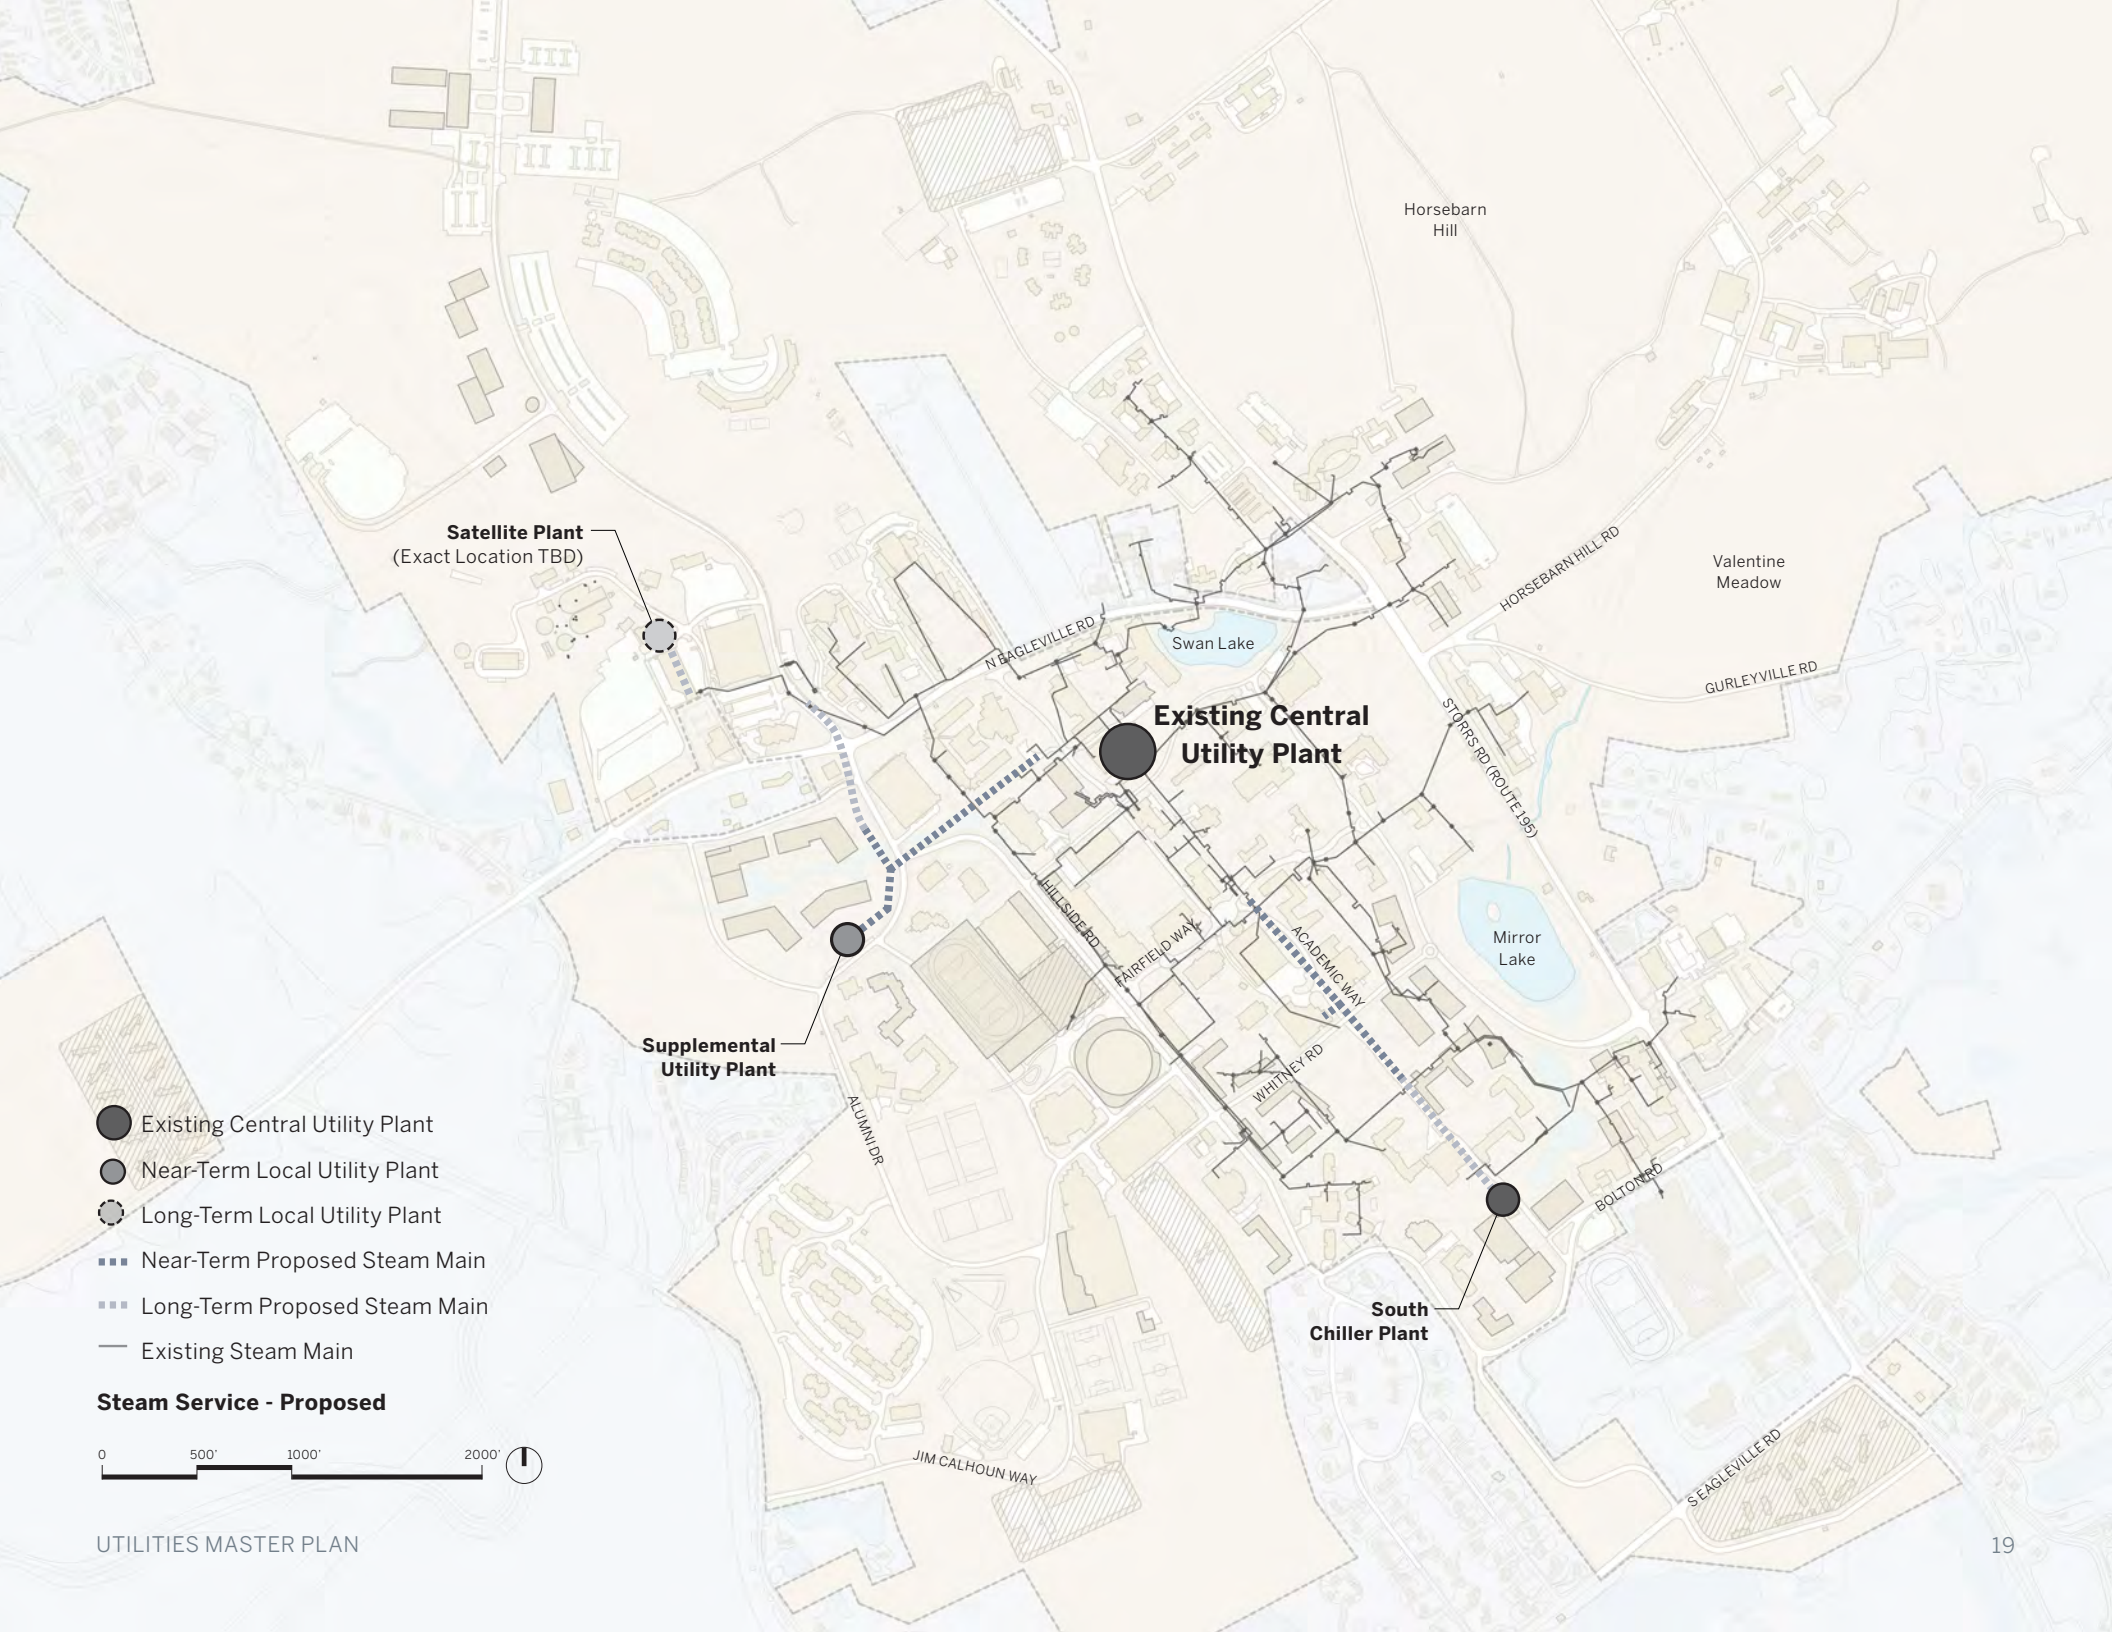 Horsebarn
Hill
Satellite Plant
(Exact Location TBD)
HORSEBARN HILL RD
Valentine
Meadow
N EAGLEVILLE RD
Swan Lake
GURLEYVILLE RD
Existing Central
Utility Plant
STORRS RD (ROUTE 195)
HILLSIDE RD
FAIRFIELD WAY
ACADEMIC WAY
Mirror
Lake
Supplemental
Utility Plant
WHITNEY RD
ALUMNI DR
BOLTON RD
South
Chiller Plant
JIM CALHOUN WAY
S EAGLEVILLE RD
Existing Central Utility Plant
Near-Term Local Utility Plant
Long-Term Local Utility Plant
Near-Term Proposed Steam Main
Long-Term Proposed Steam Main
Existing Steam Main
Steam Service - Proposed
0 500' 1000' 2000'
UTILITIES MASTER PLAN
19